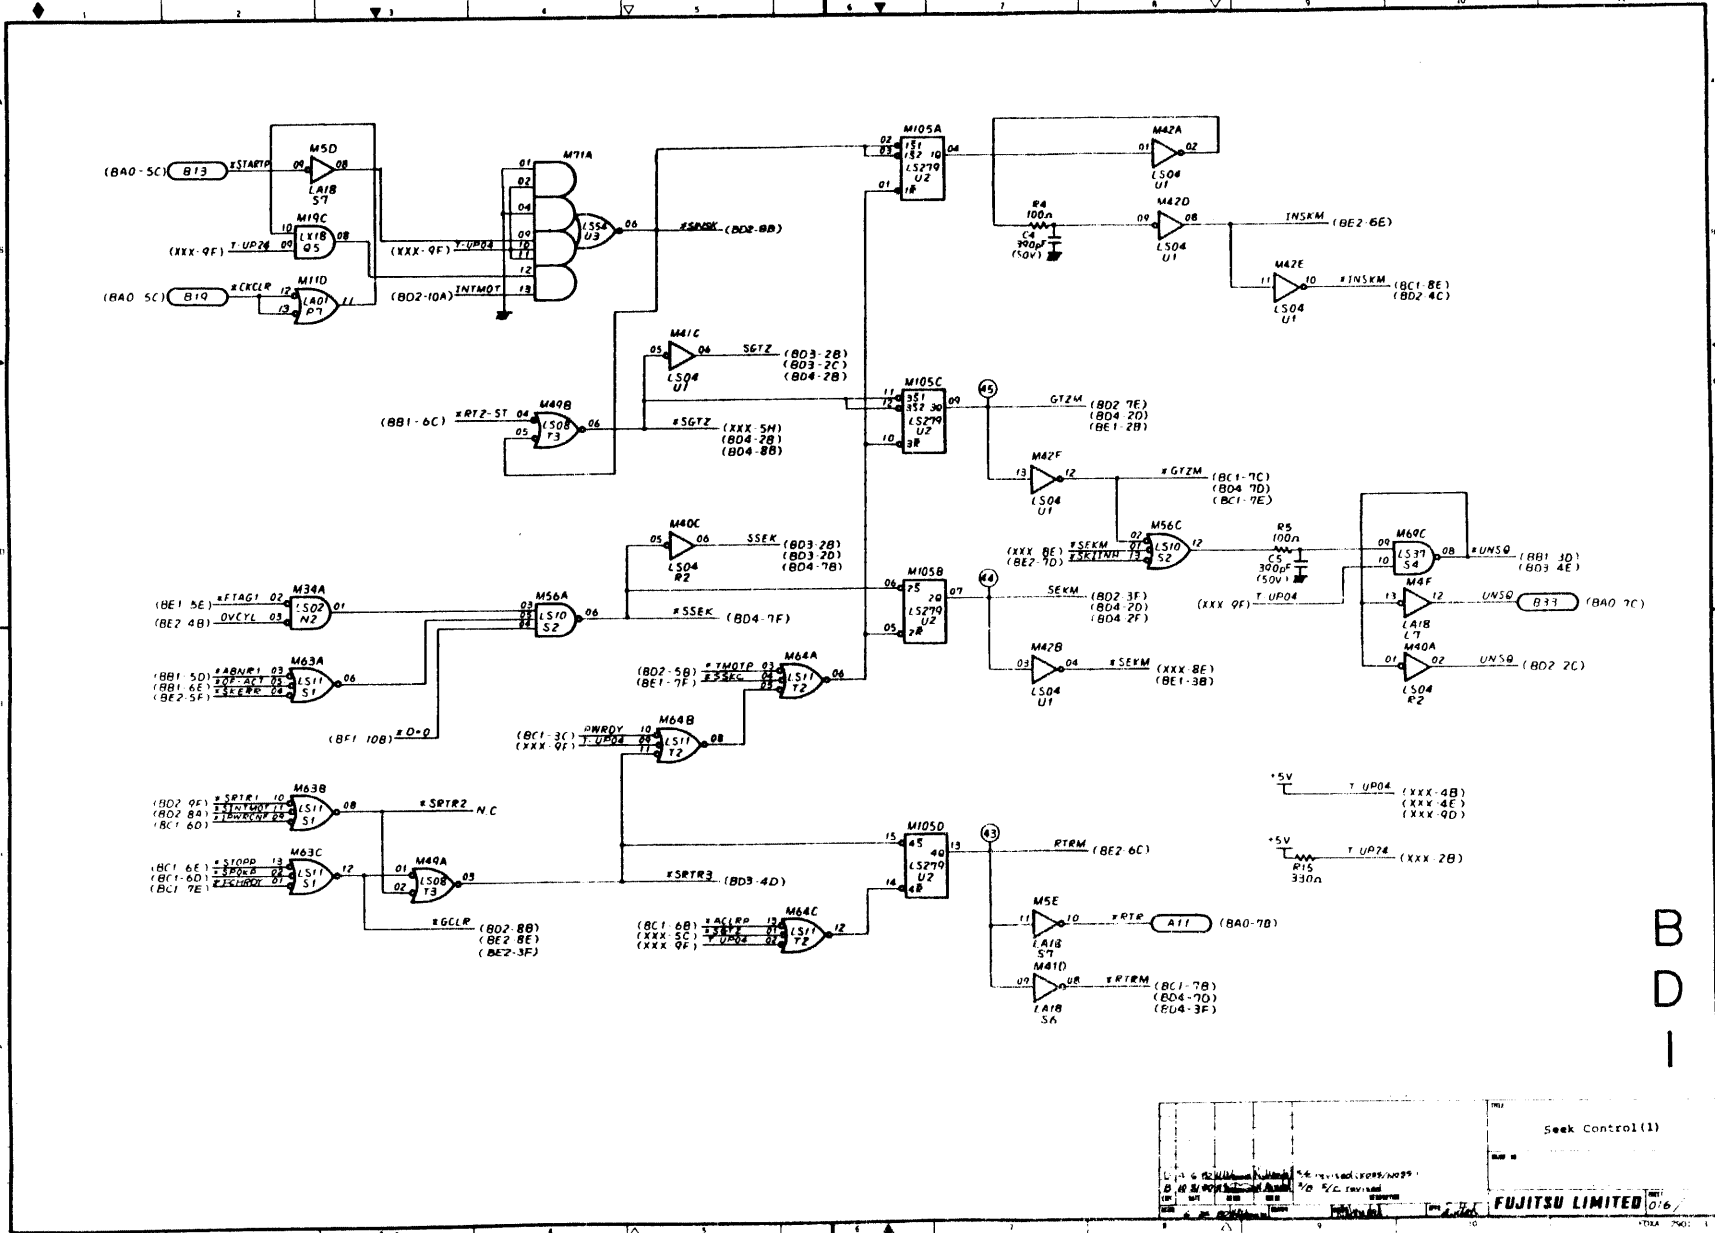 M5D
*STARTP
(BA0-5C) B13
09 08
LA18
S7
M19C
10 08
T-UP24 09
(XXX-9F)
LX18
Q5
M11D
*CKCLR
(BA0 5C) B19
12 11
13
LA01
P7
M71A
01
02
04
09
10
11
12
13
(XXX-9F) T-UP04
(BD2-10A) INTMOT
LS54
U3
06
*SINSK (BD2-8B)
M41C
05 06
LS04
U1
SGTZ (BD3-2B)
(BD3-2C)
(BD4-2B)
M49B
(BB1-6C) *RTZ-ST 04
05
LS08
T3
06
*SGTZ (XXX-5H)
(BD4-2B)
(BD4-8B)
M105A
02 1S1
03 1S2 1Q 04
LS279
U2
01 1R
M42A
01 02
LS04
U1
R4
100Ω
C4
390pF
(50V)
M42D
09 08
LS04
U1
INSKM (BE2-6E)
M42E
11 10
LS04
U1
*INSKM (BC1-8E)
(BD2-4C)
M105C
11 3S1
12 3S2 3Q 09
LS279
U2
10 3R
45
GTZM (BD2 7E)
(BD4-2D)
(BE1-2B)
M42F
13 12
LS04
U1
*GTZM (BC1-7C)
(BD4 7D)
(BC1-7E)
M56C
02
(XXX 8E) *SEKM 01
(BE2-7D) 13
LS10
S2
12
R5
100Ω
C5
390pF
(50V)
M69C
09
10
LS37
S4
08
*UNSQ (BB1 3D)
(BD3 4E)
(XXX 9F) T UP04
M4F
13 12
LA18
L7
UNSQ B33 (BA0 7C)
M40A
01 02
LS04
R2
UNSQ (BD2 2C)
M40C
05 06
LS04
R2
SSEK (BD3-2B)
(BD3-2D)
(BD4-7B)
M34A
(BE1 5E) *FTAG1 02
(BE2 4B) OVCYL 03
LS02
N2
01
M56A
03
05
04
LS10
S2
06
*SSEK (BD4-7F)
M63A
(BB1-5D) *ABNR1 03
(BB1-6E) *OF-ACT 05
(BE2-5F) *SKERR 04
LS11
S1
06
(BF1 10B) *D=0
M105B
06 2S 2Q 07
LS279
U2
05 2R
44
SEKM (BD2-3F)
(BD4-2D)
(BD4-2F)
M42B
03 04
LS04
U1
*SEKM (XXX-8E)
(BE1-3B)
M64A
(BD2-5B) *TMOTP 03
(BE1-7F) *SSKC 04
05
LS11
T2
06
M64B
(BC1-3C) PWRDY 10
(XXX-9F) T-UP04 09
11
LS11
T2
08
M63B
(BD2 9F) *SRTR1 10
(BD2 8A) *SINTMOT 11
(BC1 6D) 09
LS11
S1
08
*SRTR2 N.C
M63C
(BC1-6E) *STOPP 13
(BC1-6D) 02
(BC1 7E) 01
LS11
S1
12
M49A
01
02
LS08
T3
03
*SRTR3 (BD3-4D)
*GCLR (BD2-8B)
(BE2-8E)
(BE2-3F)
M64C
(BC1-6B) *ACLRP 13
(XXX-5C) *SGTZ 01
(XXX-9F) T UP04 02
LS11
T2
12
M105D
15 4S 4Q 13
LS279
U2
14 4R
43
RTRM (BE2-6C)
M5E
11 10
LA18
S7
*RTR A11 (BA0-7B)
M41D
09 08
LA18
S6
*RTRM (BC1-7B)
(BD4-7D)
(BD4-3F)
+5V
T UP04 (XXX-4B)
(XXX-4E)
(XXX-9D)
+5V
R15
330Ω
T UP24 (XXX-2B)
B
D
1
Seek Control(1)
FUJITSU LIMITED